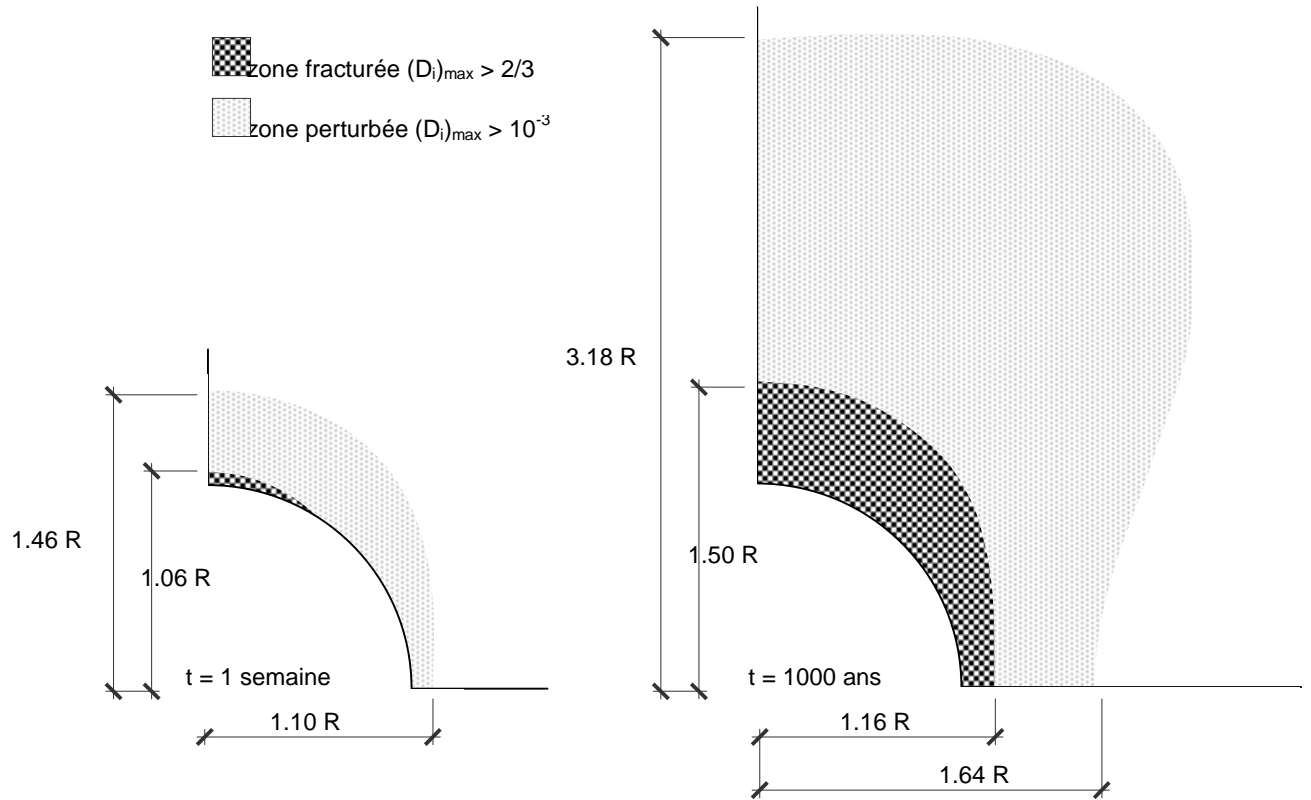 zone fracturée (Di)max > 2/3
zone perturbée (Di)max > 10-3
3.18 R
1.46 R
1.06 R
1.50 R
t = 1 semaine
t = 1000 ans
1.10 R
1.16 R
1.64 R